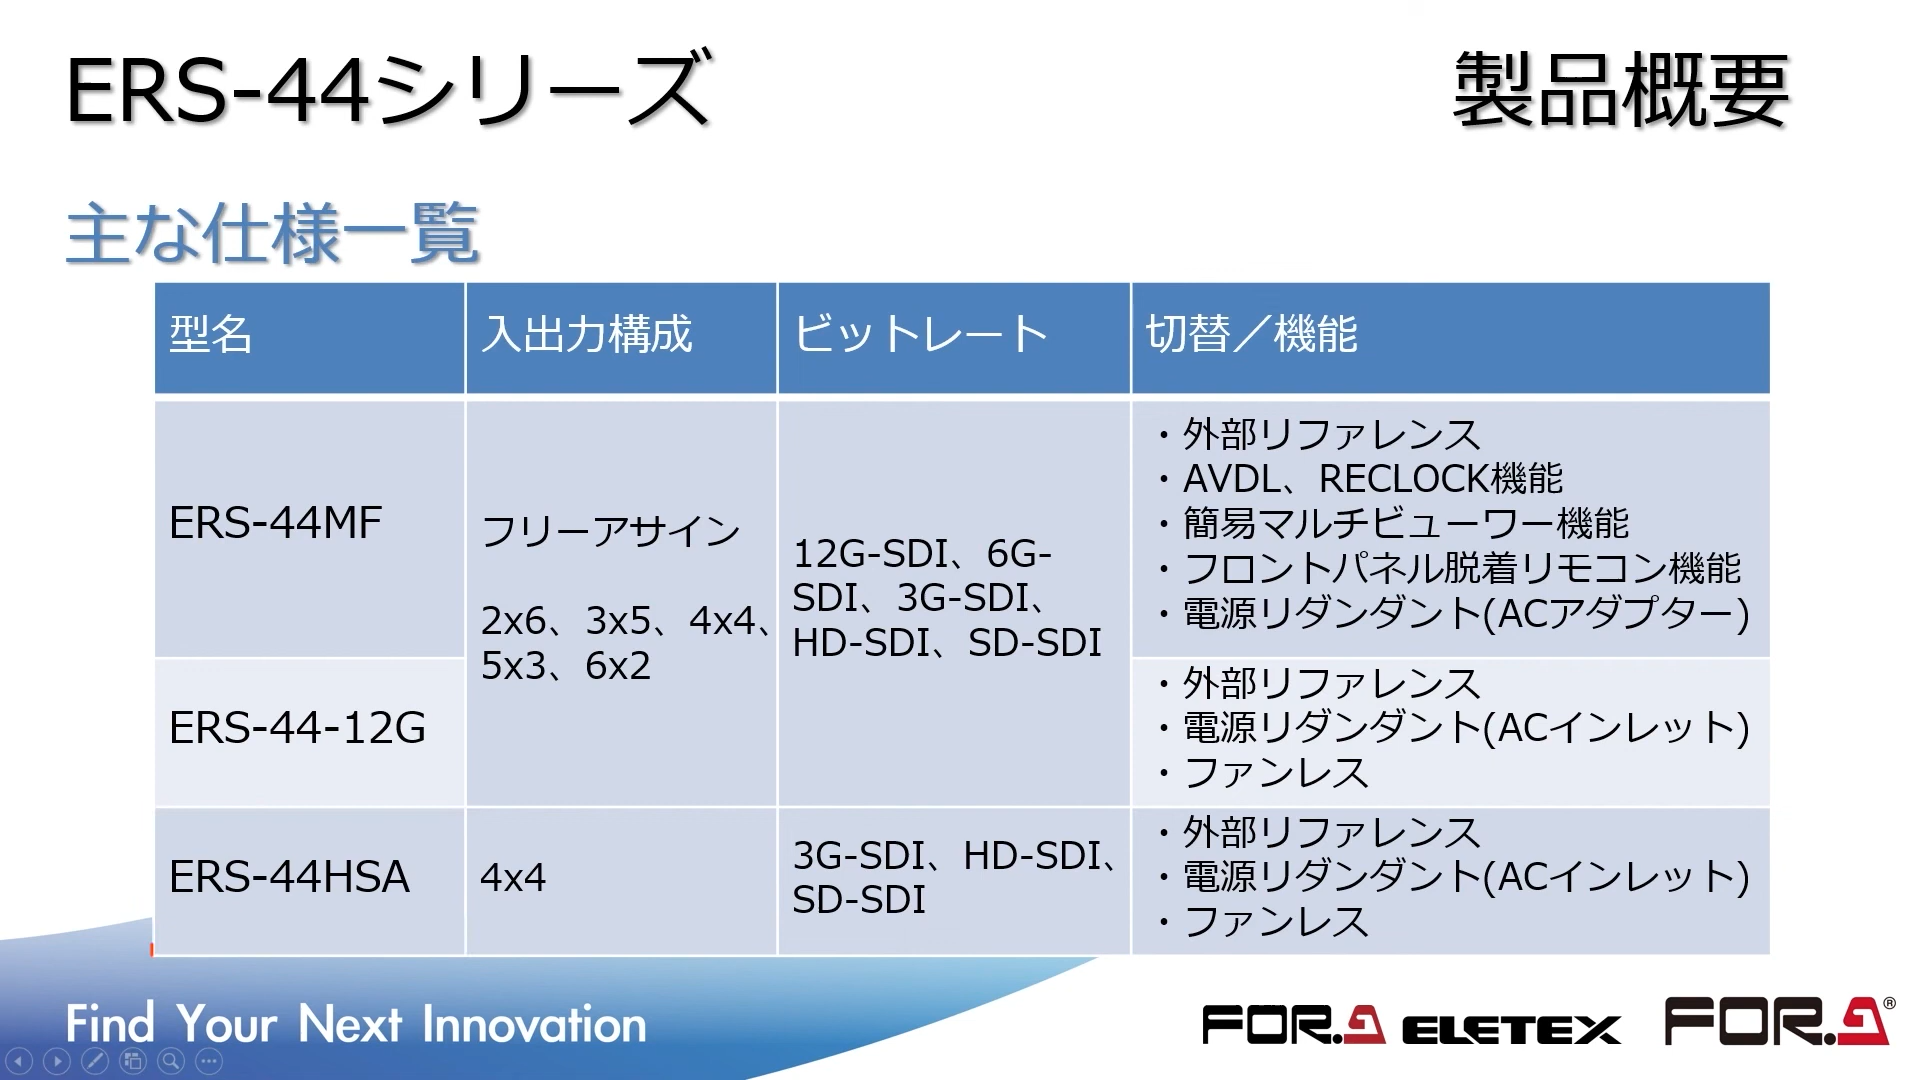 ERS-44シリーズ
製品概要
主な仕様一覧
型名
入出力構成
ビットレート
切替／機能
ERS-44MF
フリーアサイン
2x6、3x5、4x4、
5x3、6x2
12G-SDI、6G-
SDI、3G-SDI、
HD-SDI、SD-SDI
・外部リファレンス
・AVDL、RECLOCK機能
・簡易マルチビューワー機能
・フロントパネル脱着リモコン機能
・電源リダンダント(ACアダプター)
ERS-44-12G
・外部リファレンス
・電源リダンダント(ACインレット)
・ファンレス
ERS-44HSA
4x4
3G-SDI、HD-SDI、
SD-SDI
・外部リファレンス
・電源リダンダント(ACインレット)
・ファンレス
Find Your Next Innovation
FOR.A ELETEX
FOR.A®